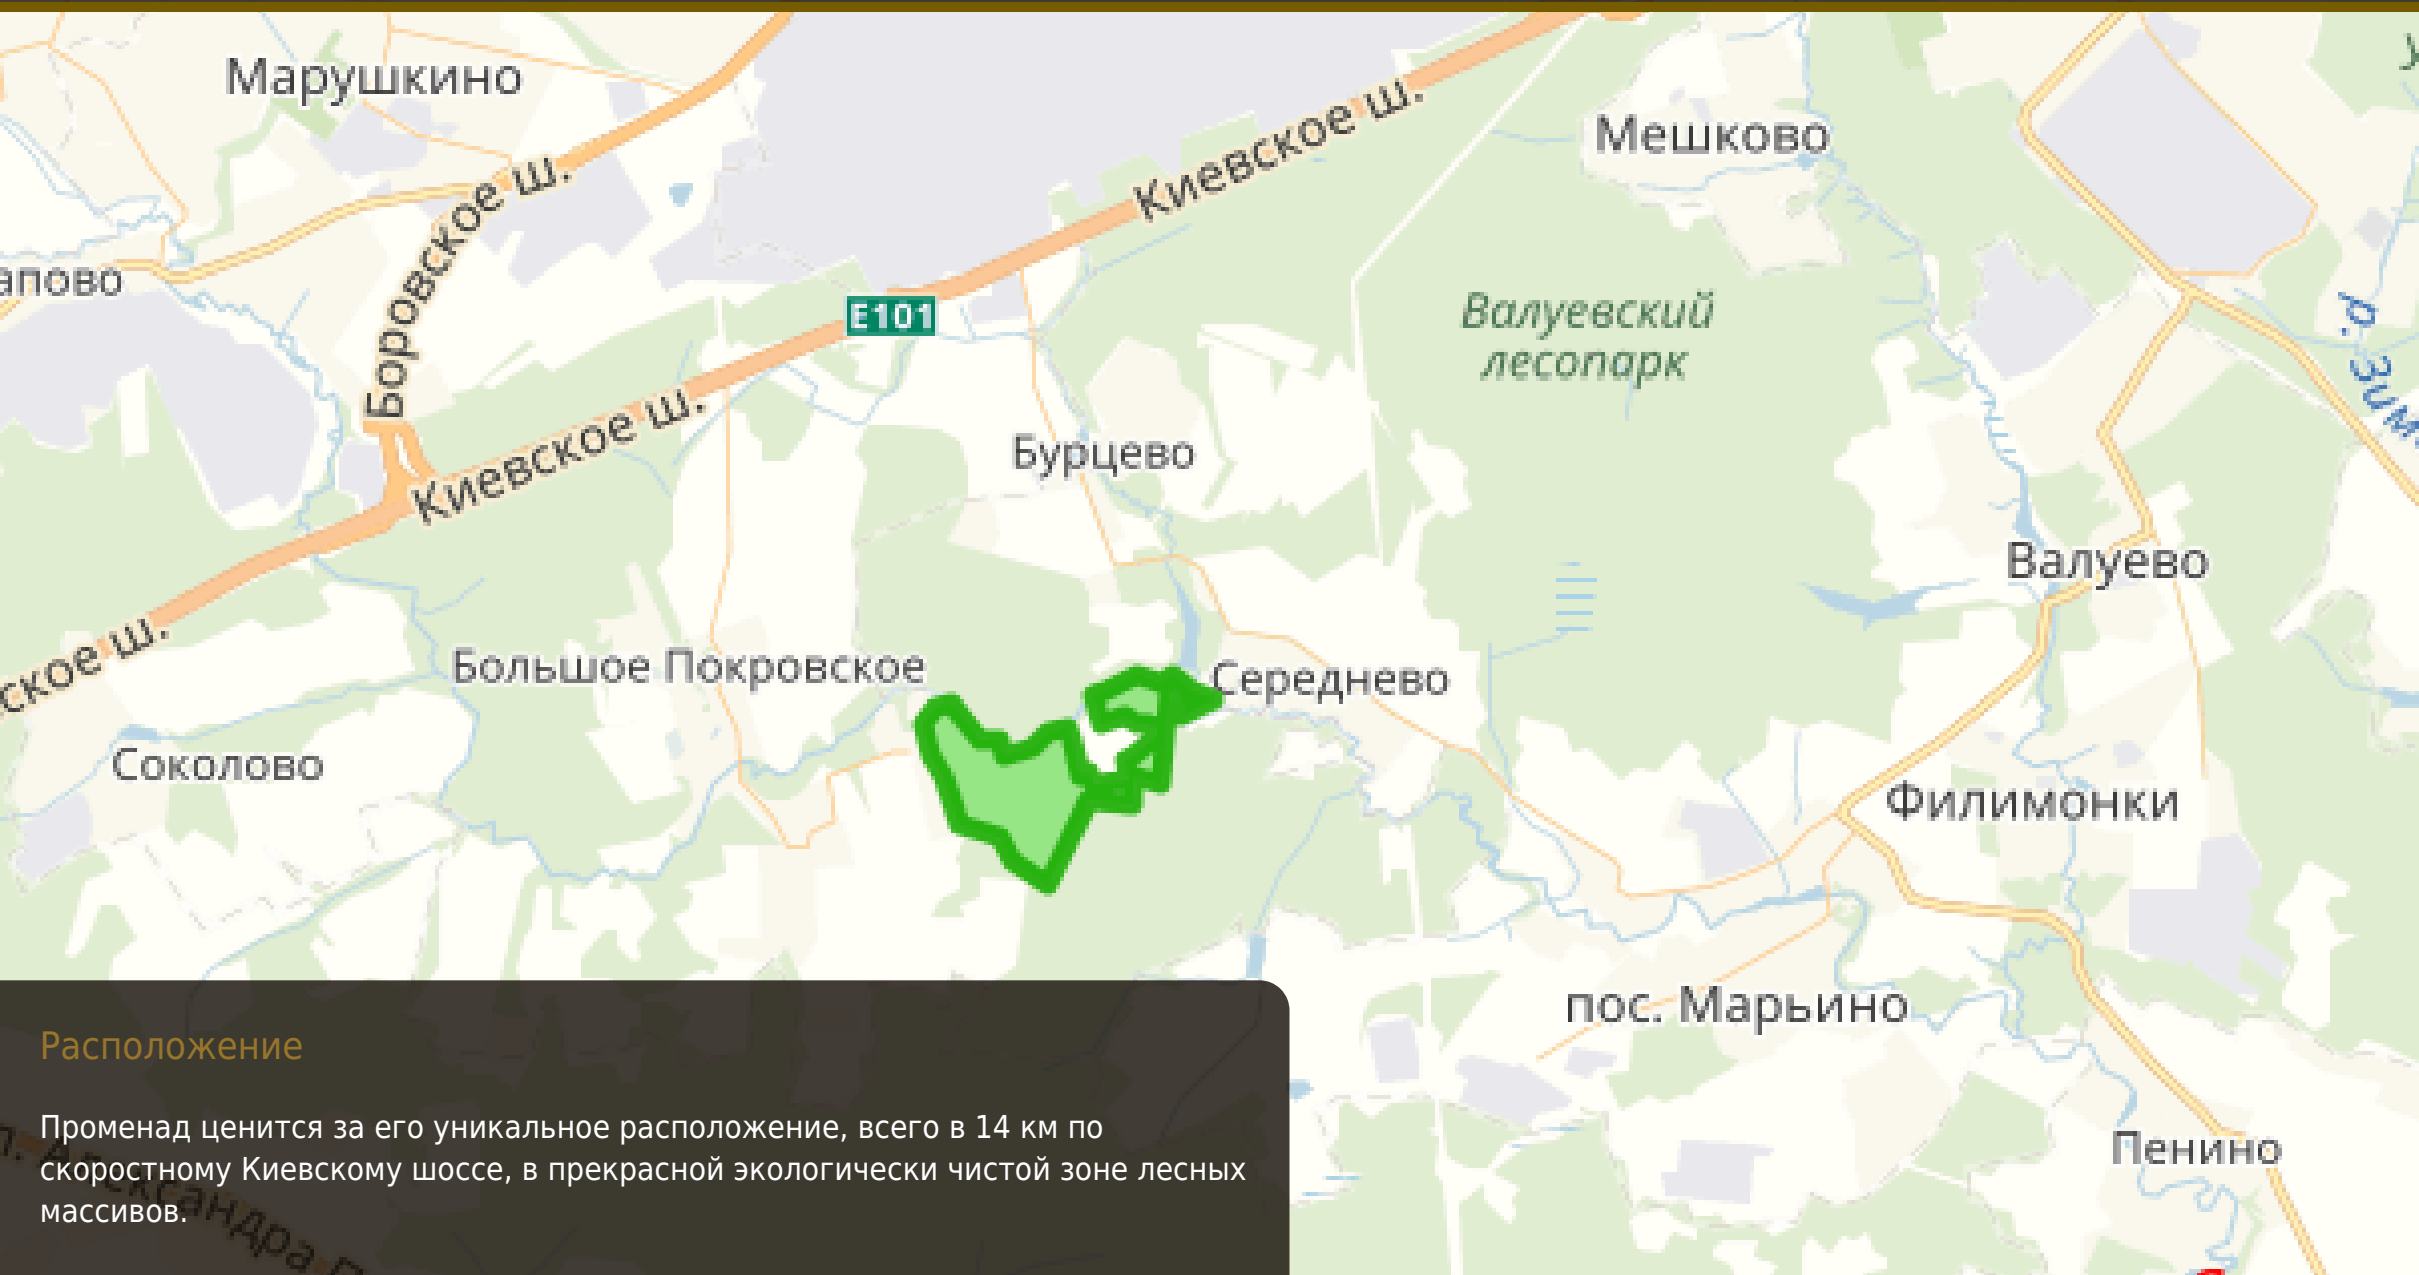 Марушкино
Киевское ш.
Мешково
Боровское ш.
апово
E101
Валуевский
лесопарк
р. Зим
Киевское ш.
Бурцево
Валуево
ское ш.
Большое Покровское
Середнево
Соколово
Филимонки
пос. Марьино
Пенино
Расположение
Променад ценится за его уникальное расположение, всего в 14 км по
скоростному Киевскому шоссе, в прекрасной экологически чистой зоне лесных
массивов.